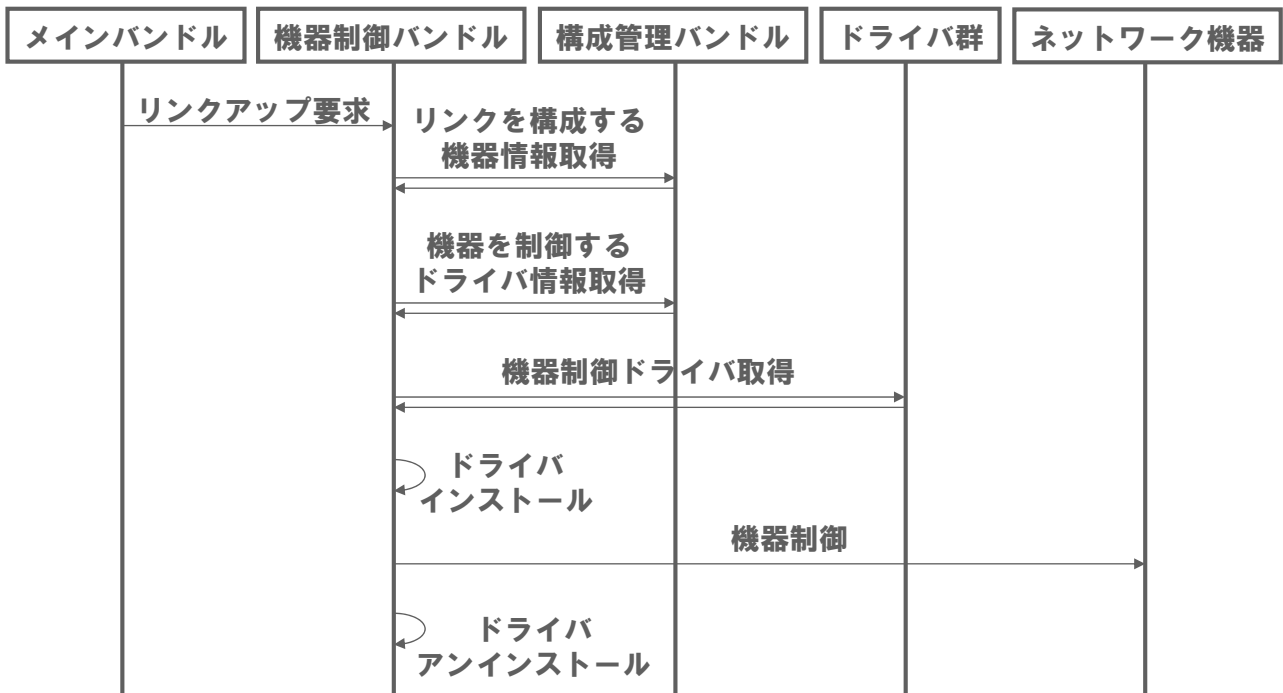 メインバンドル
機器制御バンドル
構成管理バンドル
ドライバ群
ネットワーク機器
リンクアップ要求
リンクを構成する
機器情報取得
機器を制御する
ドライバ情報取得
機器制御ドライバ取得
ドライバ
インストール
機器制御
ドライバ
アンインストール